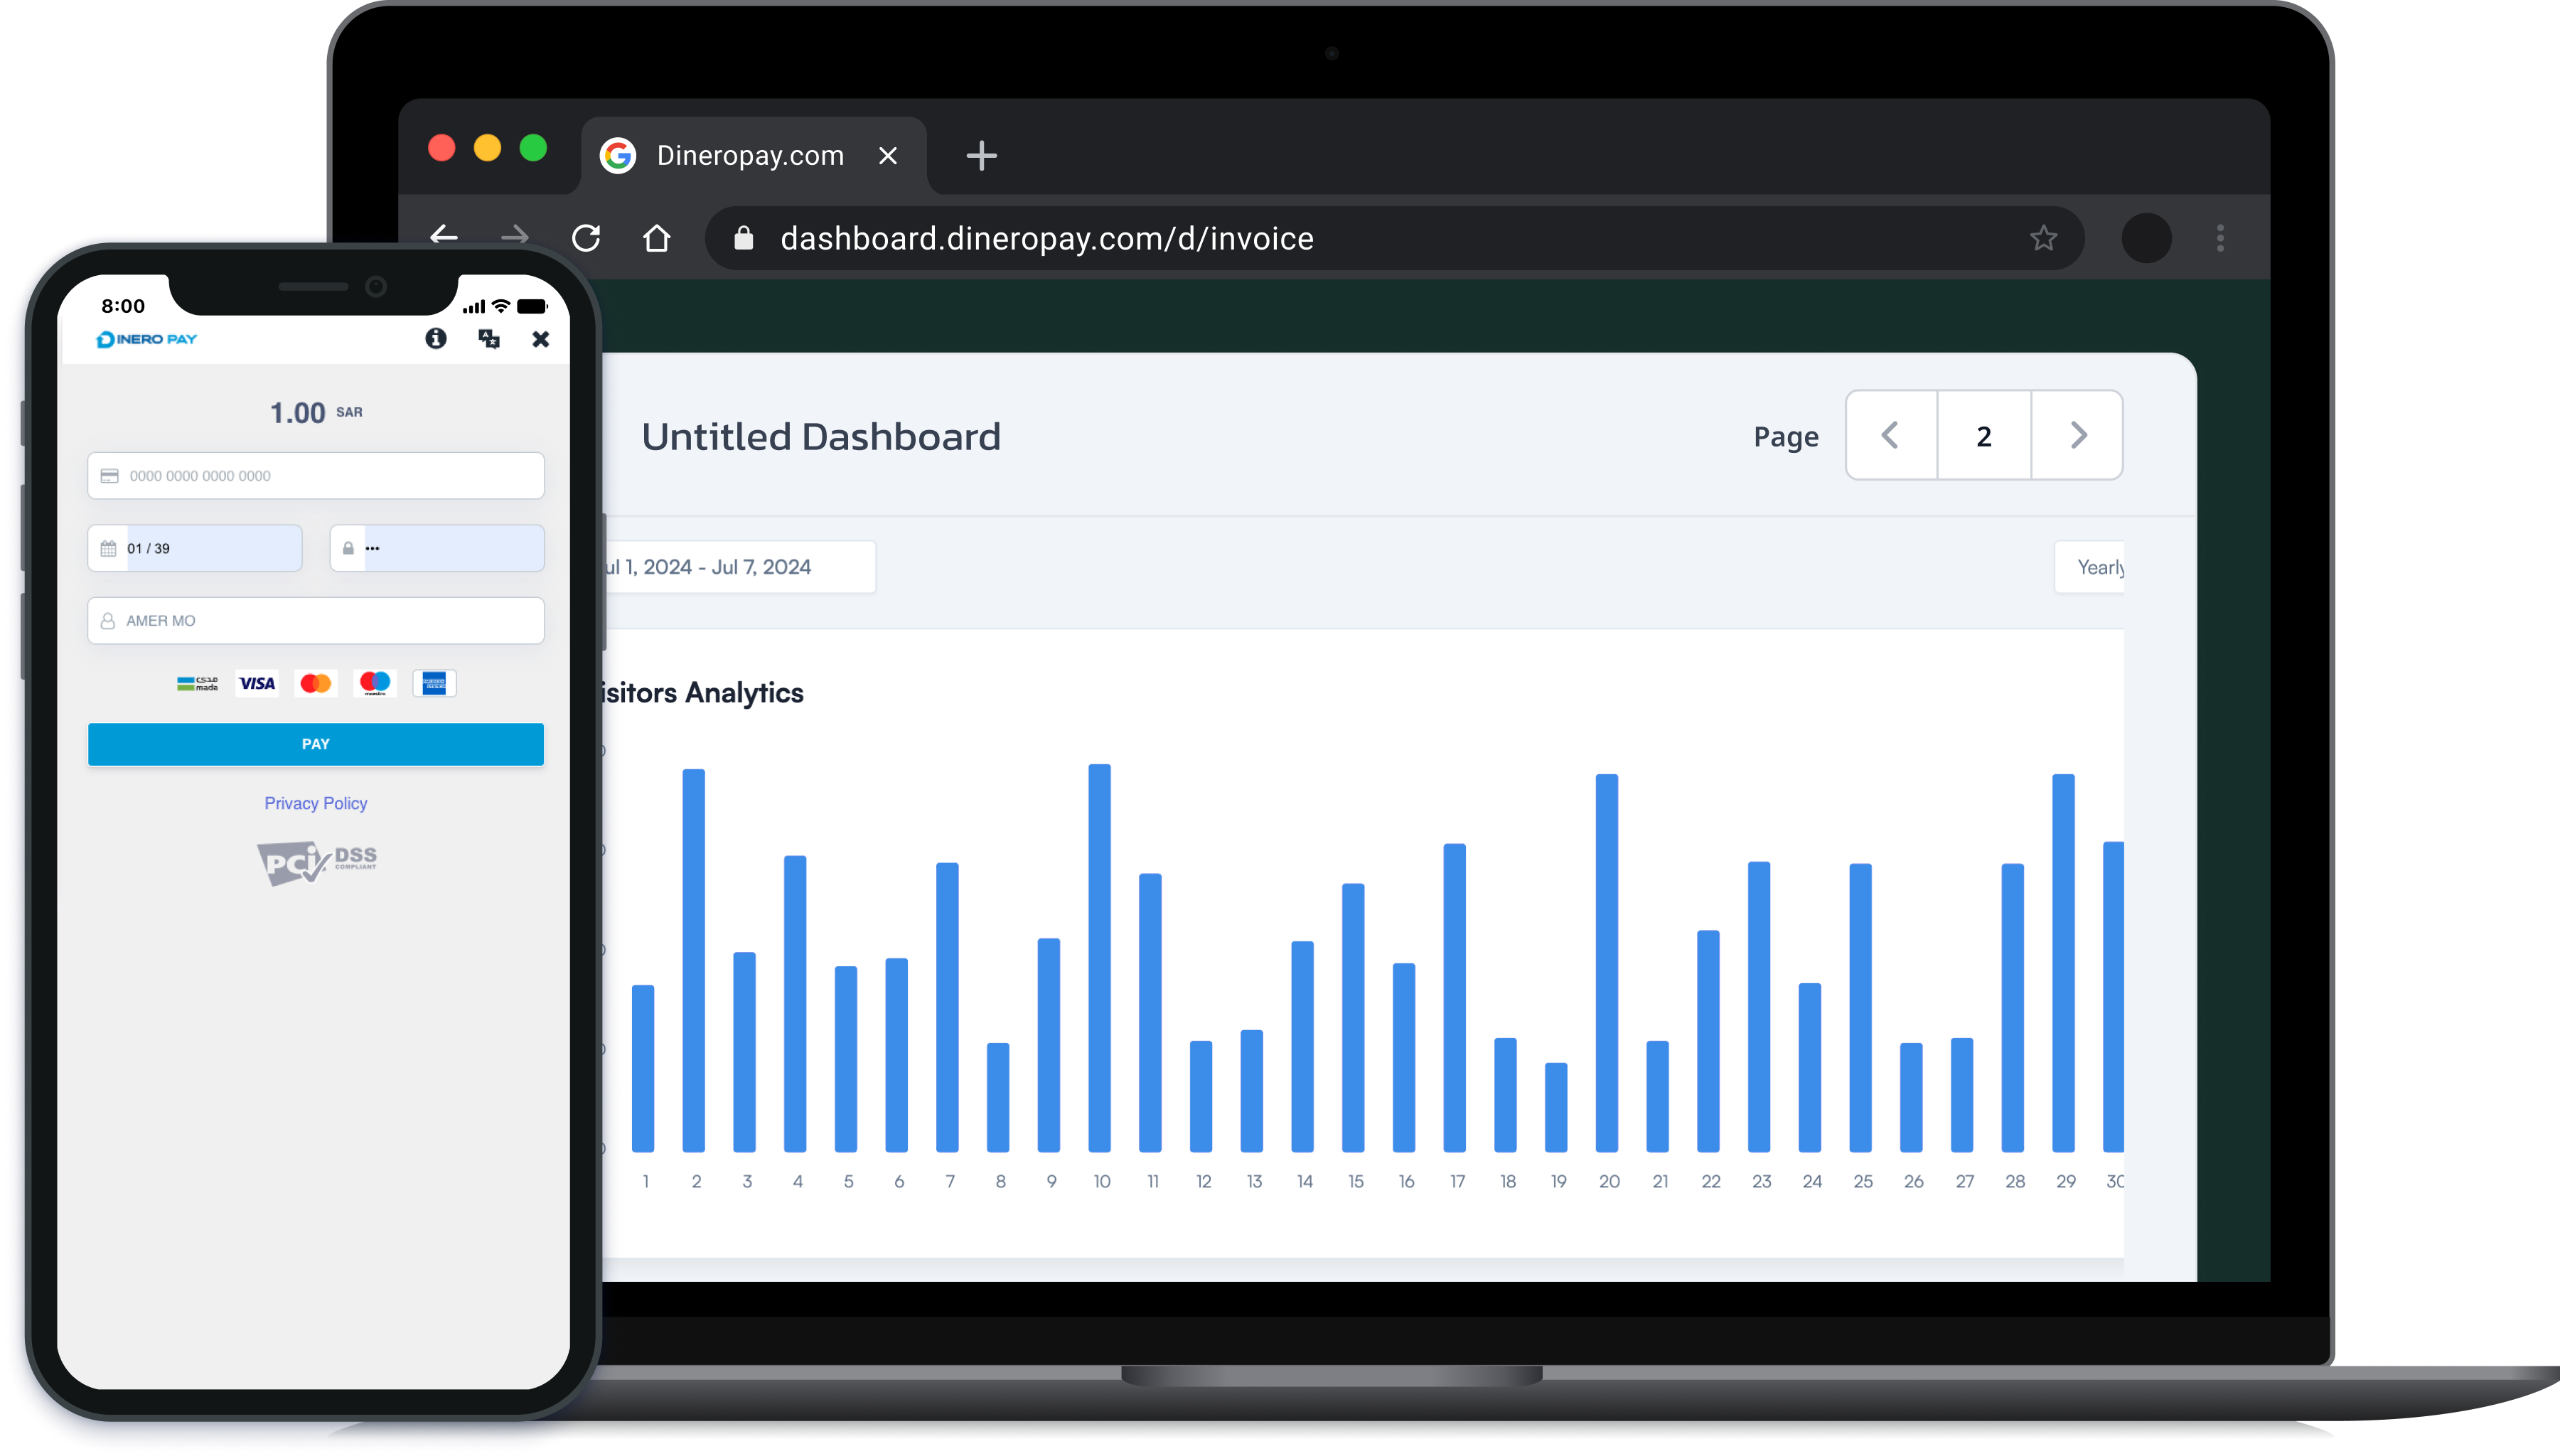 Dineropay.com
dashboard.dineropay.com/d/invoice
8:00
DINERO PAY
1.00 SAR
0000 0000 0000 0000
01 / 39
•••
AMER MO
مدى
mada
VISA
maestro
PAY
Privacy Policy
PCI DSS
COMPLIANT
Untitled Dashboard
Page
2
ul 1, 2024 - Jul 7, 2024
Yearly
isitors Analytics
1 2 3 4 5 6 7 8 9 10 11 12 13 14 15 16 17 18 19 20 21 22 23 24 25 26 27 28 29 30